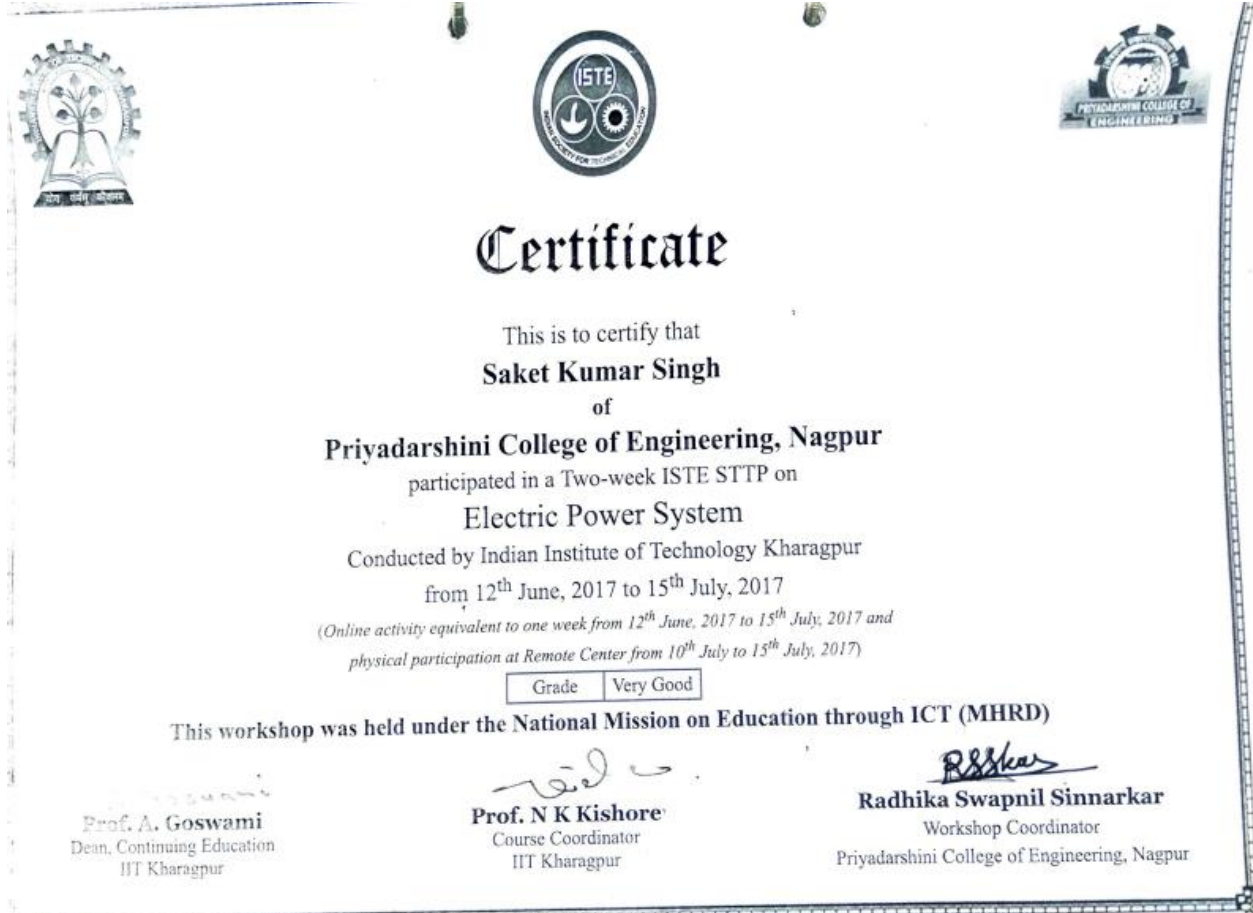 ISTE
INDIAN SOCIETY FOR TECHNICAL EDUCATION
PRIYADARSHINI COLLEGE OF
ENGINEERING
Certificate
This is to certify that
Saket Kumar Singh
of
Priyadarshini College of Engineering, Nagpur
participated in a Two-week ISTE STTP on
Electric Power System
Conducted by Indian Institute of Technology Kharagpur
from 12th June, 2017 to 15th July, 2017
(Online activity equivalent to one week from 12th June, 2017 to 15th July, 2017 and
physical participation at Remote Center from 10th July to 15th July, 2017)
Grade Very Good
This workshop was held under the National Mission on Education through ICT (MHRD)
Prof. A. Goswami
Dean, Continuing Education
IIT Kharagpur
Prof. N K Kishore
Course Coordinator
IIT Kharagpur
Radhika Swapnil Sinnarkar
Workshop Coordinator
Priyadarshini College of Engineering, Nagpur